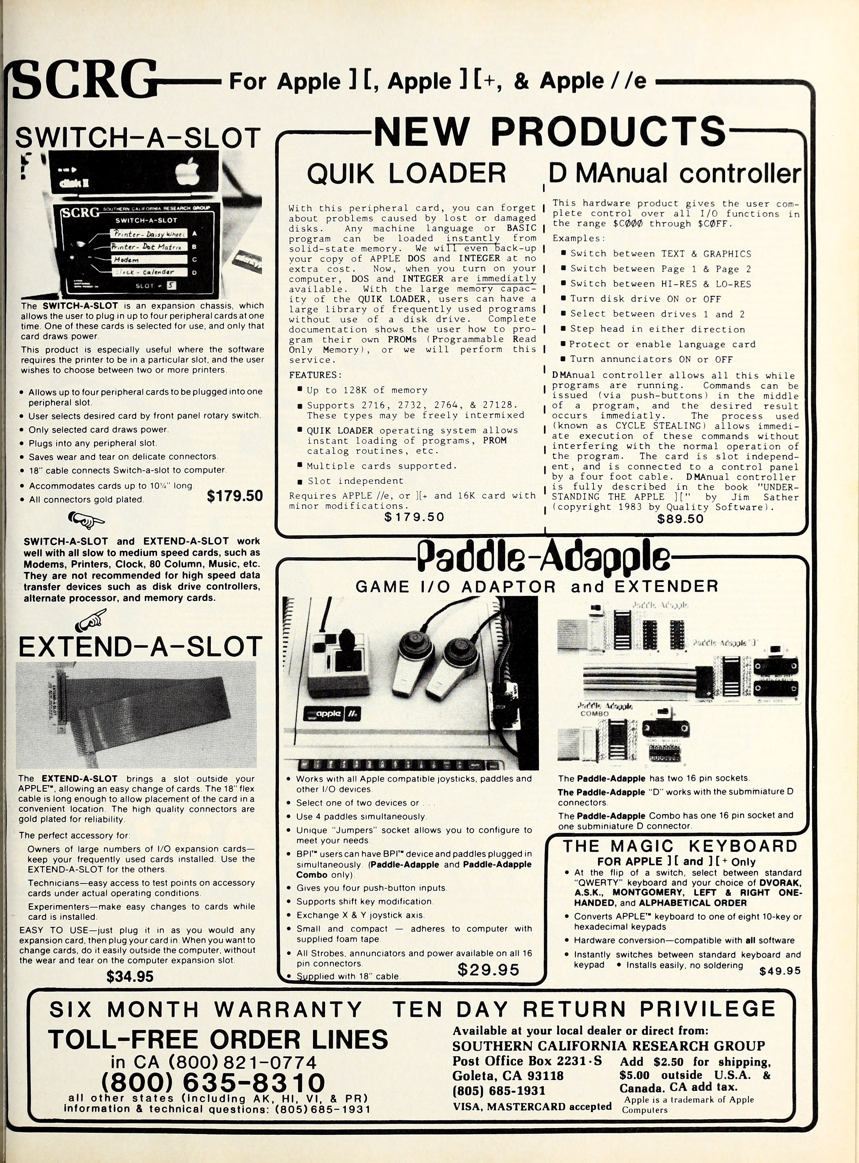 SCRG For Apple ][, Apple ][+, & Apple //e
SWITCH-A-SLOT
disk II
SCRG SOUTHERN CALIFORNIA RESEARCH GROUP
SWITCH-A-SLOT
Printer-Daisy Wheel A
Printer-Dot Matrix B
Modem C
Clock-Calendar D
SLOT # 5
The SWITCH-A-SLOT is an expansion chassis, which
allows the user to plug in up to four peripheral cards at one
time. One of these cards is selected for use, and only that
card draws power.
This product is especially useful where the software
requires the printer to be in a particular slot, and the user
wishes to choose between two or more printers.
• Allows up to four peripheral cards to be plugged into one
peripheral slot.
• User selects desired card by front panel rotary switch.
• Only selected card draws power.
• Plugs into any peripheral slot.
• Saves wear and tear on delicate connectors.
• 18" cable connects Switch-a-slot to computer.
• Accommodates cards up to 10¼" long.
• All connectors gold plated. $179.50
SWITCH-A-SLOT and EXTEND-A-SLOT work
well with all slow to medium speed cards, such as
Modems, Printers, Clock, 80 Column, Music, etc.
They are not recommended for high speed data
transfer devices such as disk drive controllers,
alternate processor, and memory cards.
EXTEND-A-SLOT
The EXTEND-A-SLOT brings a slot outside your
APPLE™, allowing an easy change of cards. The 18" flex
cable is long enough to allow placement of the card in a
convenient location. The high quality connectors are
gold plated for reliability.
The perfect accessory for:
Owners of large numbers of I/O expansion cards—
keep your frequently used cards installed. Use the
EXTEND-A-SLOT for the others.
Technicians—easy access to test points on accessory
cards under actual operating conditions.
Experimenters—make easy changes to cards while
card is installed.
EASY TO USE—just plug it in as you would any
expansion card, then plug your card in. When you want to
change cards, do it easily outside the computer, without
the wear and tear on the computer expansion slot.
$34.95
NEW PRODUCTS
QUIK LOADER
With this peripheral card, you can forget
about problems caused by lost or damaged
disks. Any machine language or BASIC
program can be loaded instantly from
solid-state memory. We will even back-up
your copy of APPLE DOS and INTEGER at no
extra cost. Now, when you turn on your
computer, DOS and INTEGER are immediatly
available. With the large memory capac-
ity of the QUIK LOADER, users can have a
large library of frequently used programs
without use of a disk drive. Complete
documentation shows the user how to pro-
gram their own PROMs (Programmable Read
Only Memory), or we will perform this
service.
FEATURES:
■ Up to 128K of memory
■ Supports 2716, 2732, 2764, & 27128.
These types may be freely intermixed
■ QUIK LOADER operating system allows
instant loading of programs, PROM
catalog routines, etc.
■ Multiple cards supported.
■ Slot independent
Requires APPLE //e, or ][+ and 16K card with
minor modifications.
$179.50
D MAnual controller
This hardware product gives the user com-
plete control over all I/O functions in
the range $CØØØ through $CØFF.
Examples:
■ Switch between TEXT & GRAPHICS
■ Switch between Page 1 & Page 2
■ Switch between HI-RES & LO-RES
■ Turn disk drive ON or OFF
■ Select between drives 1 and 2
■ Step head in either direction
■ Protect or enable language card
■ Turn annunciators ON or OFF
DMAnual controller allows all this while
programs are running. Commands can be
issued (via push-buttons) in the middle
of a program, and the desired result
occurs immediatly. The process used
(known as CYCLE STEALING) allows immedi-
ate execution of these commands without
interfering with the normal operation of
the program. The card is slot independ-
ent, and is connected to a control panel
by a four foot cable. DMAnual controller
is fully described in the book "UNDER-
STANDING THE APPLE ][" by Jim Sather
(copyright 1983 by Quality Software).
$89.50
Paddle-Adapple
GAME I/O ADAPTOR and EXTENDER
apple //e
Paddle Adapple
Paddle Adapple "D"
Paddle Adapple
COMBO
• Works with all Apple compatible joysticks, paddles and
other I/O devices.
• Select one of two devices or . . .
• Use 4 paddles simultaneously.
• Unique "Jumpers" socket allows you to configure to
meet your needs
• BPI™ users can have BPI™ device and paddles plugged in
simultaneously (Paddle-Adapple and Paddle-Adapple
Combo only).
• Gives you four push-button inputs.
• Supports shift key modification.
• Exchange X & Y joystick axis.
• Small and compact — adheres to computer with
supplied foam tape.
• All Strobes, annunciators and power available on all 16
pin connectors.
• Supplied with 18" cable. $29.95
The Paddle-Adapple has two 16 pin sockets.
The Paddle-Adapple "D" works with the submmiature D
connectors.
The Paddle-Adapple Combo has one 16 pin socket and
one subminiature D connector.
THE MAGIC KEYBOARD
FOR APPLE ][ and ][+ Only
• At the flip of a switch, select between standard
"QWERTY" keyboard and your choice of DVORAK,
A.S.K., MONTGOMERY, LEFT & RIGHT ONE-
HANDED, and ALPHABETICAL ORDER
• Converts APPLE™ keyboard to one of eight 10-key or
hexadecimal keypads
• Hardware conversion—compatible with all software
• Instantly switches between standard keyboard and
keypad • Installs easily, no soldering $49.95
SIX MONTH WARRANTY TEN DAY RETURN PRIVILEGE
TOLL-FREE ORDER LINES
in CA (800) 821-0774
(800) 635-8310
all other states (including AK, HI, VI, & PR)
information & technical questions: (805) 685-1931
Available at your local dealer or direct from:
SOUTHERN CALIFORNIA RESEARCH GROUP
Post Office Box 2231-S
Goleta, CA 93118
(805) 685-1931
VISA, MASTERCARD accepted
Add $2.50 for shipping,
$5.00 outside U.S.A. &
Canada. CA add tax.
Apple is a trademark of Apple
Computers